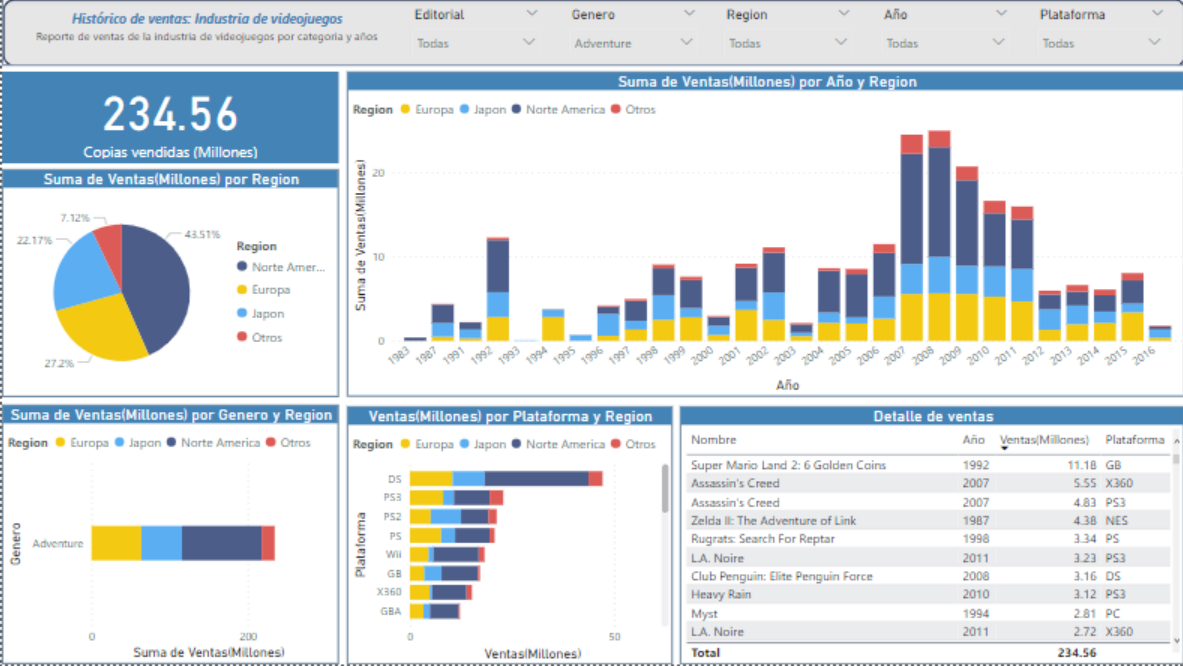 Histórico de ventas: Industria de videojuegos
Reporte de ventas de la industria de videojuegos por categoria y años
Editorial
Todas
Genero
Adventure
Region
Todas
Año
Todas
Plataforma
Todas
234.56
Copias vendidas (Millones)
Suma de Ventas(Millones) por Region
7.12%
22.17%
43.51%
27.2%
Region
Norte Amer...
Europa
Japon
Otros
Suma de Ventas(Millones) por Año y Region
Region Europa Japon Norte America Otros
Suma de Ventas(Millones)
20
10
0
1983 1987 1991 1992 1993 1994 1995 1996 1997 1998 1999 2000 2001 2002 2003 2004 2005 2006 2007 2008 2009 2010 2011 2012 2013 2014 2015 2016
Año
Suma de Ventas(Millones) por Genero y Region
Region Europa Japon Norte America Otros
Genero
Adventure
0 200
Suma de Ventas(Millones)
Ventas(Millones) por Plataforma y Region
Region Europa Japon Norte America Otros
Plataforma
DS
PS3
PS2
PS
Wii
GB
X360
GBA
0 50
Ventas(Millones)
Detalle de ventas
Nombre Año Ventas(Millones) Plataforma
Super Mario Land 2: 6 Golden Coins 1992 11.18 GB
Assassin's Creed 2007 5.55 X360
Assassin's Creed 2007 4.83 PS3
Zelda II: The Adventure of Link 1987 4.38 NES
Rugrats: Search For Reptar 1998 3.34 PS
L.A. Noire 2011 3.23 PS3
Club Penguin: Elite Penguin Force 2008 3.16 DS
Heavy Rain 2010 3.12 PS3
Myst 1994 2.81 PC
L.A. Noire 2011 2.72 X360
Total 234.56